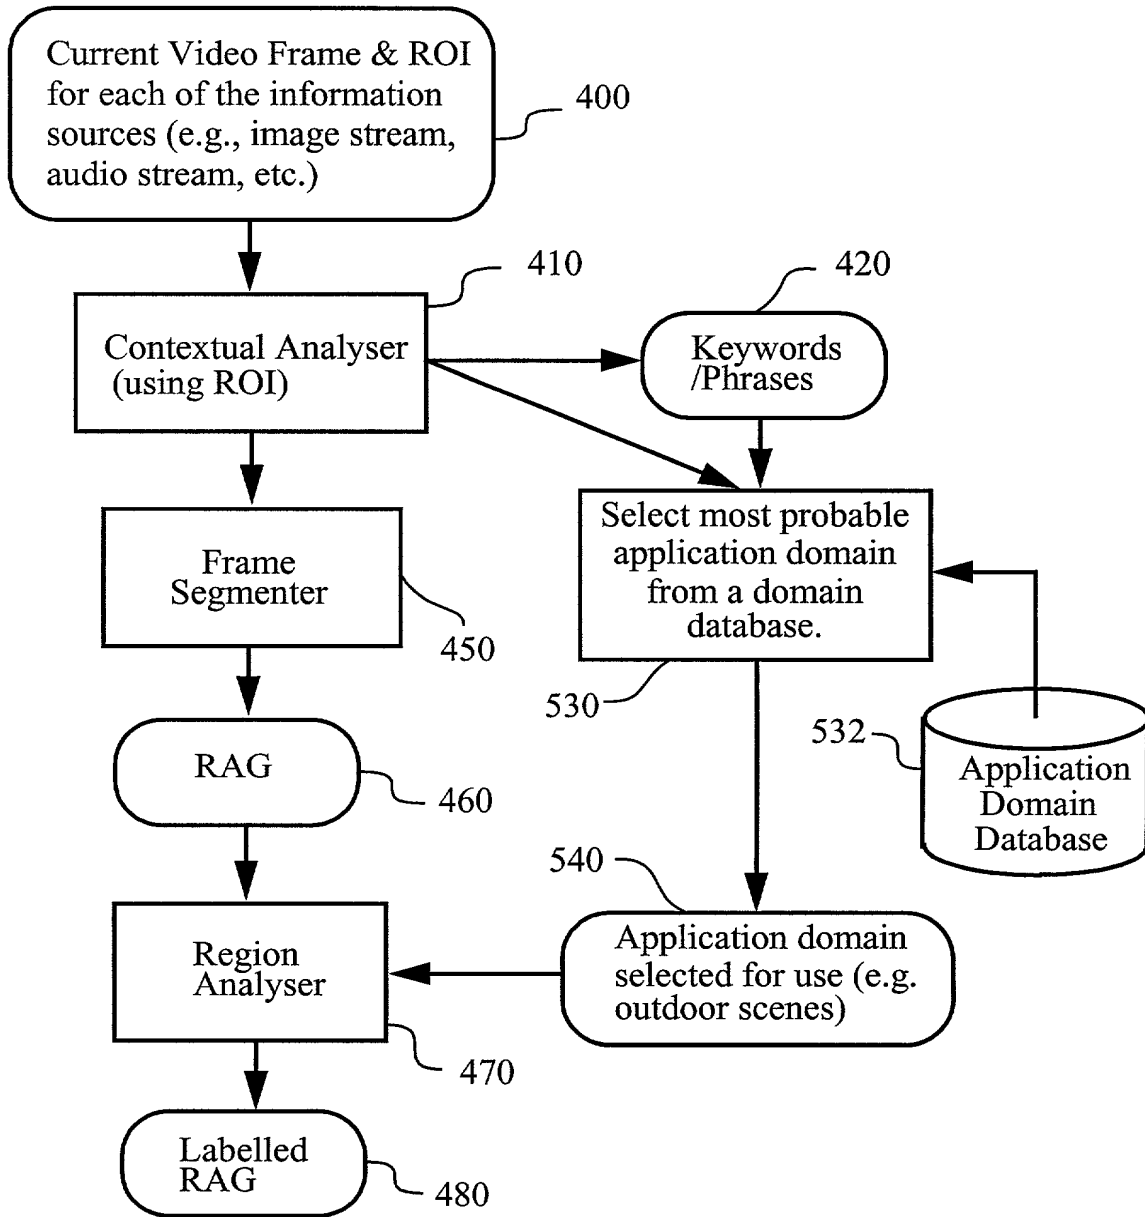 Current Video Frame & ROI
for each of the information
sources (e.g., image stream,
audio stream, etc.)
400
410
420
Contextual Analyser
(using ROI)
Keywords
/Phrases
Frame
Segmenter
450
Select most probable
application domain
from a domain
database.
530
532
Application
Domain
Database
RAG
460
540
Region
Analyser
470
Application domain
selected for use (e.g.
outdoor scenes)
Labelled
RAG
480